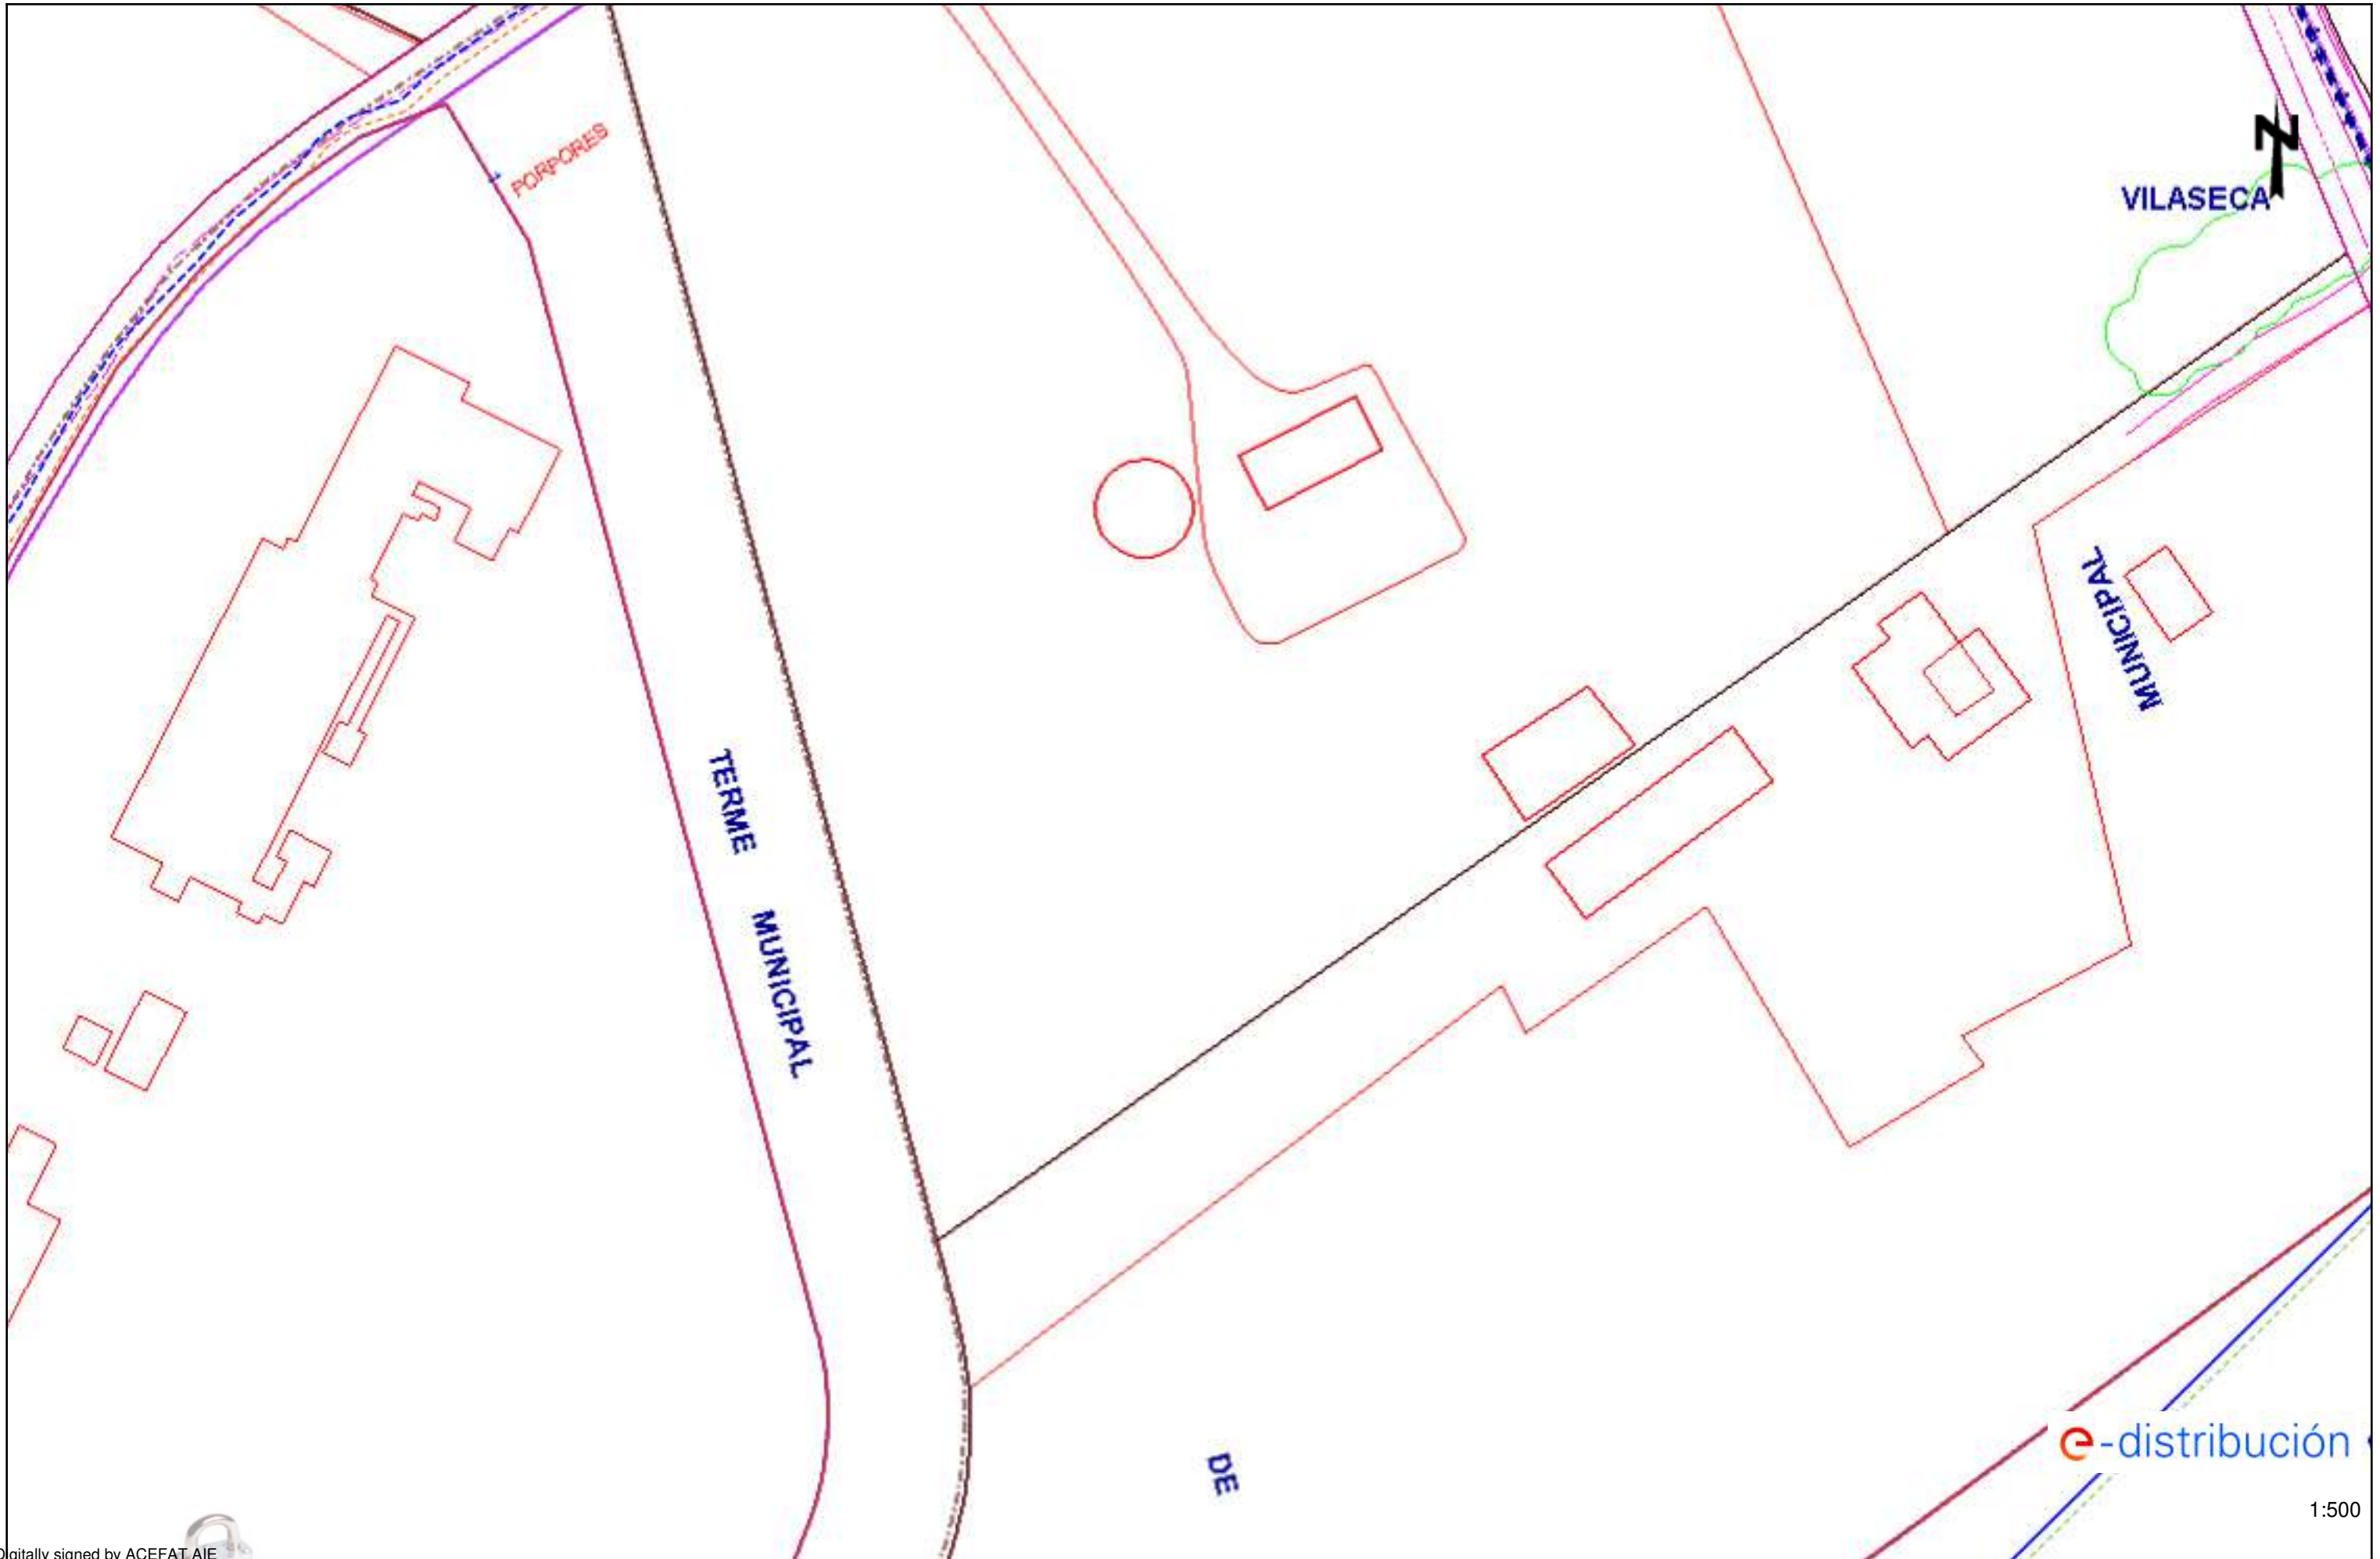 PORPORES
VILASECA
N
MUNICIPAL
TERME
MUNICIPAL
DE
e-distribución
1:500
Digitally signed by ACEFAT AIE